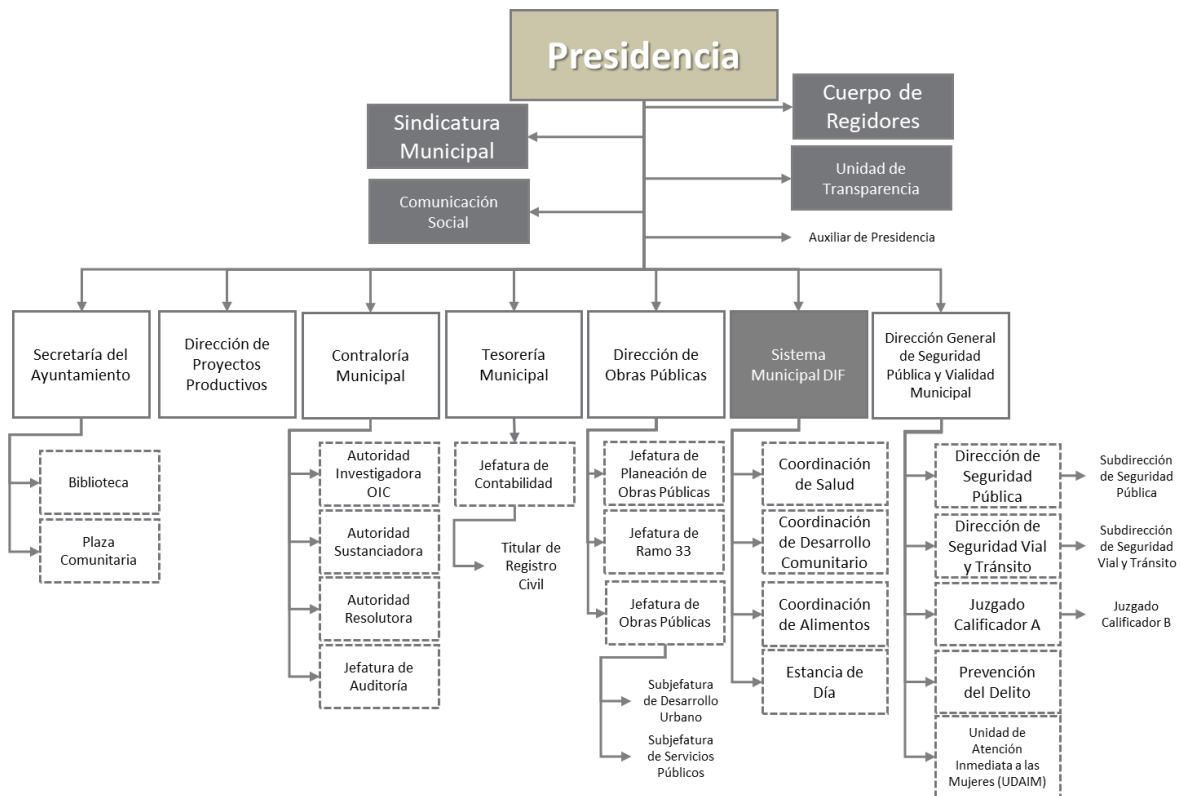 Presidencia
Cuerpo de
Regidores
Sindicatura
Municipal
Unidad de
Transparencia
Comunicación
Social
Auxiliar de Presidencia
Secretaría del
Ayuntamiento
Dirección de
Proyectos
Productivos
Contraloría
Municipal
Tesorería
Municipal
Dirección de
Obras Públicas
Sistema
Municipal DIF
Dirección General
de Seguridad
Pública y Vialidad
Municipal
Biblioteca
Plaza
Comunitaria
Autoridad
Investigadora
OIC
Autoridad
Sustanciadora
Autoridad
Resolutora
Jefatura de
Auditoría
Jefatura de
Contabilidad
Titular de
Registro
Civil
Jefatura de
Planeación de
Obras Públicas
Jefatura de
Ramo 33
Jefatura de
Obras Públicas
Subjefatura
de Desarrollo
Urbano
Subjefatura
de Servicios
Públicos
Coordinación
de Salud
Coordinación
de Desarrollo
Comunitario
Coordinación
de Alimentos
Estancia de
Día
Dirección de
Seguridad
Pública
Subdirección
de Seguridad
Pública
Dirección de
Seguridad Vial
y Tránsito
Subdirección
de Seguridad
Vial y Tránsito
Juzgado
Calificador A
Juzgado
Calificador B
Prevención
del Delito
Unidad de
Atención
Inmediata a las
Mujeres (UDAIM)